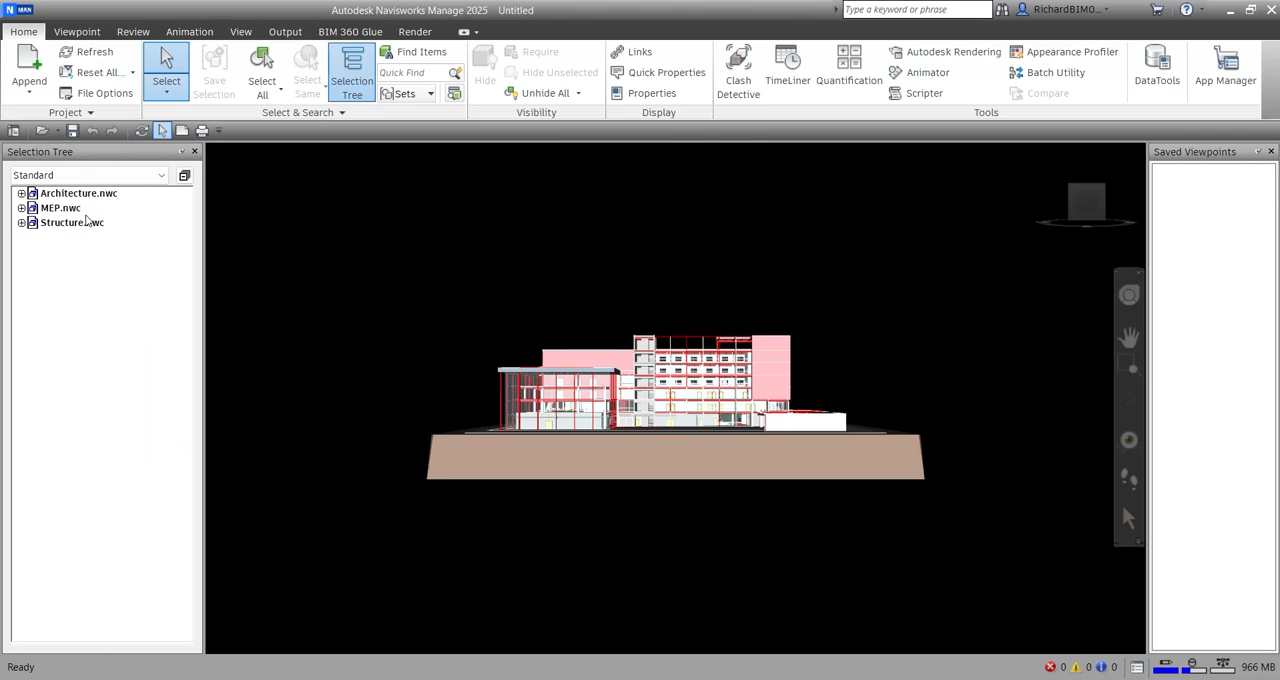 N MAN Autodesk Navisworks Manage 2025 Untitled Type a keyword or phrase RichardBIMO...
Home Viewpoint Review Animation View Output BIM 360 Glue Render
Append Refresh Reset All... File Options
Select Save Selection Select All Select Same Selection Tree Find Items Quick Find Sets
Hide Require Hide Unselected Unhide All
Links Quick Properties Properties
Clash Detective TimeLiner Quantification Autodesk Rendering Animator Scripter Appearance Profiler Batch Utility Compare DataTools App Manager
Project Select & Search Visibility Display Tools
Selection Tree Saved Viewpoints
Standard
Architecture.nwc
MEP.nwc
Structure.nwc
Ready 0 0 0 966 MB